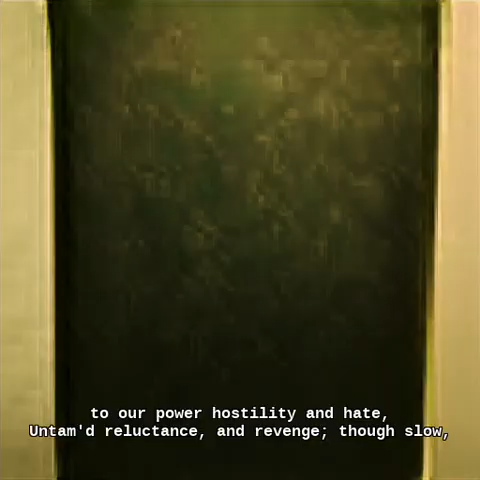 to our power hostility and hate,
Untam'd reluctance, and revenge; though slow,